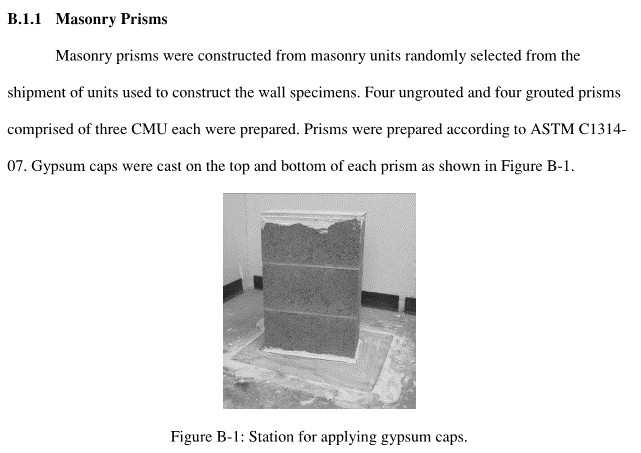 B.1.1 Masonry Prisms
Masonry prisms were constructed from masonry units randomly selected from the
shipment of units used to construct the wall specimens. Four ungrouted and four grouted prisms
comprised of three CMU each were prepared. Prisms were prepared according to ASTM C1314-
07. Gypsum caps were cast on the top and bottom of each prism as shown in Figure B-1.
Figure B-1: Station for applying gypsum caps.